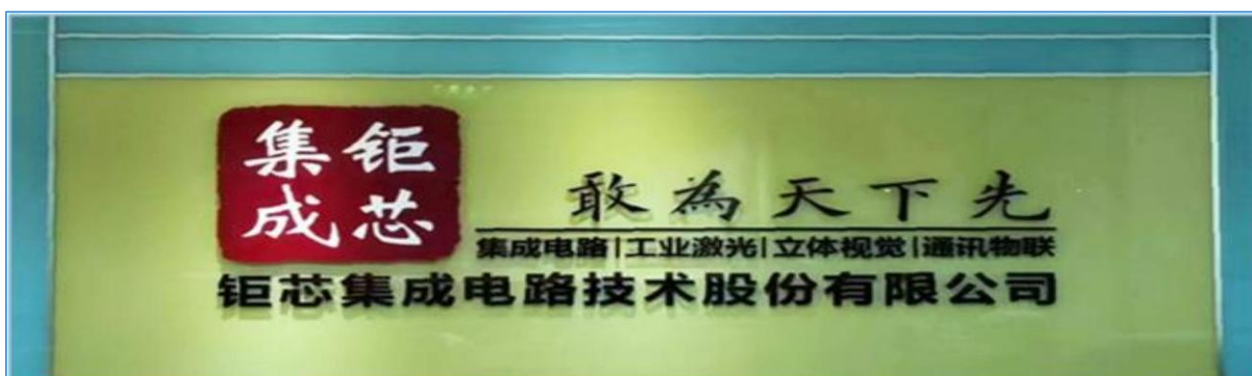 钜芯
集成
敢為天下先
集成电路|工业激光|立体视觉|通讯物联
钜芯集成电路技术股份有限公司